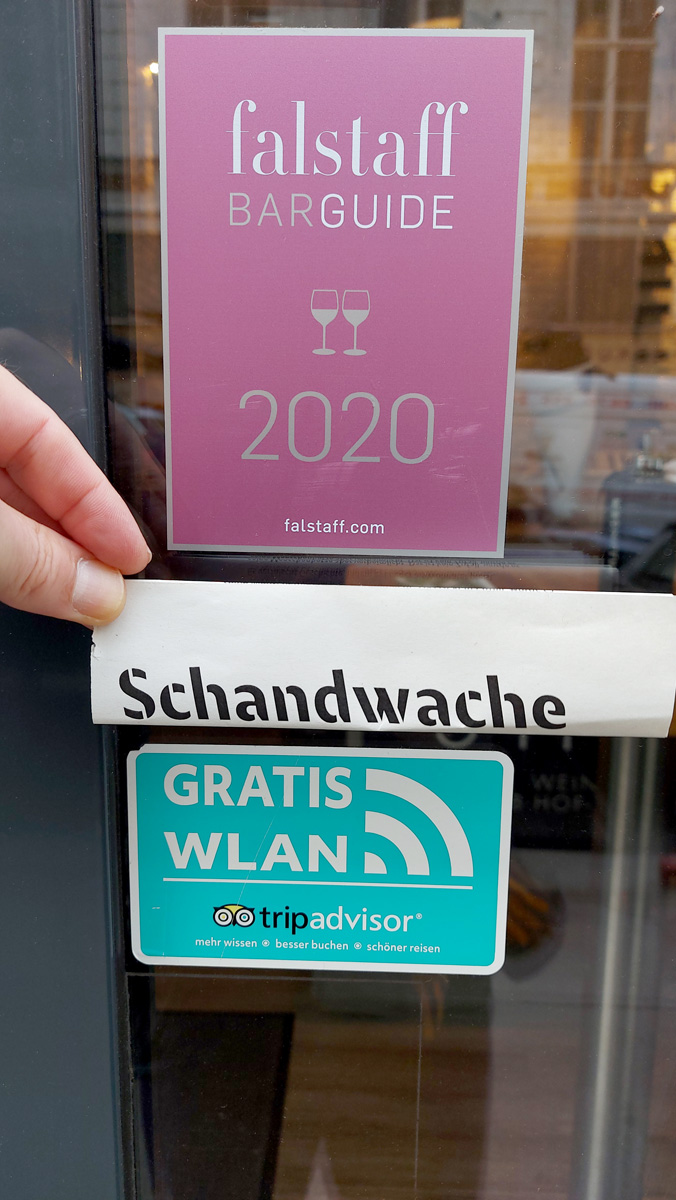 falstaff
BARGUIDE
2020
falstaff.com
Schandwache
GRATIS
WLAN
tripadvisor®
mehr wissen ◉ besser buchen ◉ schöner reisen